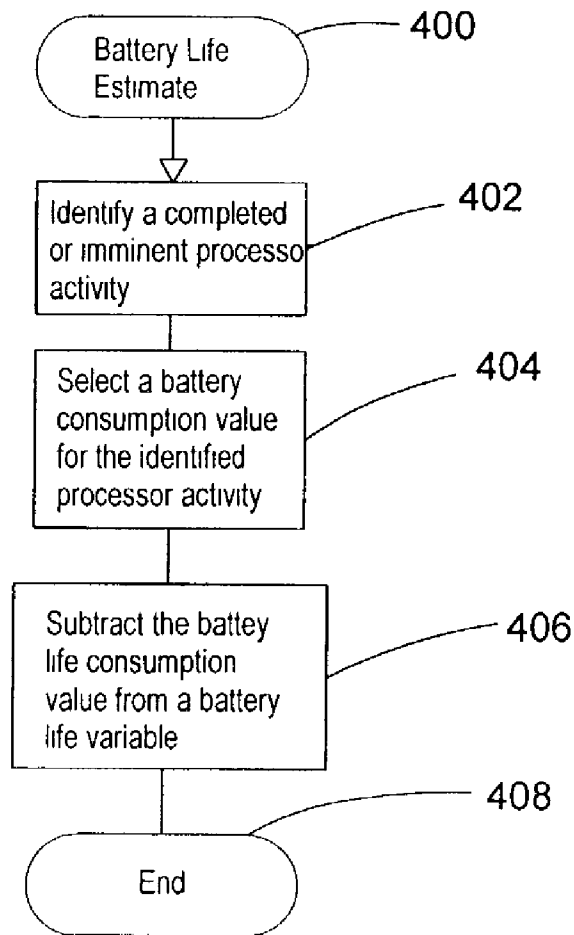 Battery Life
Estimate
400
Identify a completed
or imminent processo
activity
402
Select a battery
consumption value
for the identified
processor activity
404
Subtract the battey
life consumption
value from a battery
life variable
406
408
End